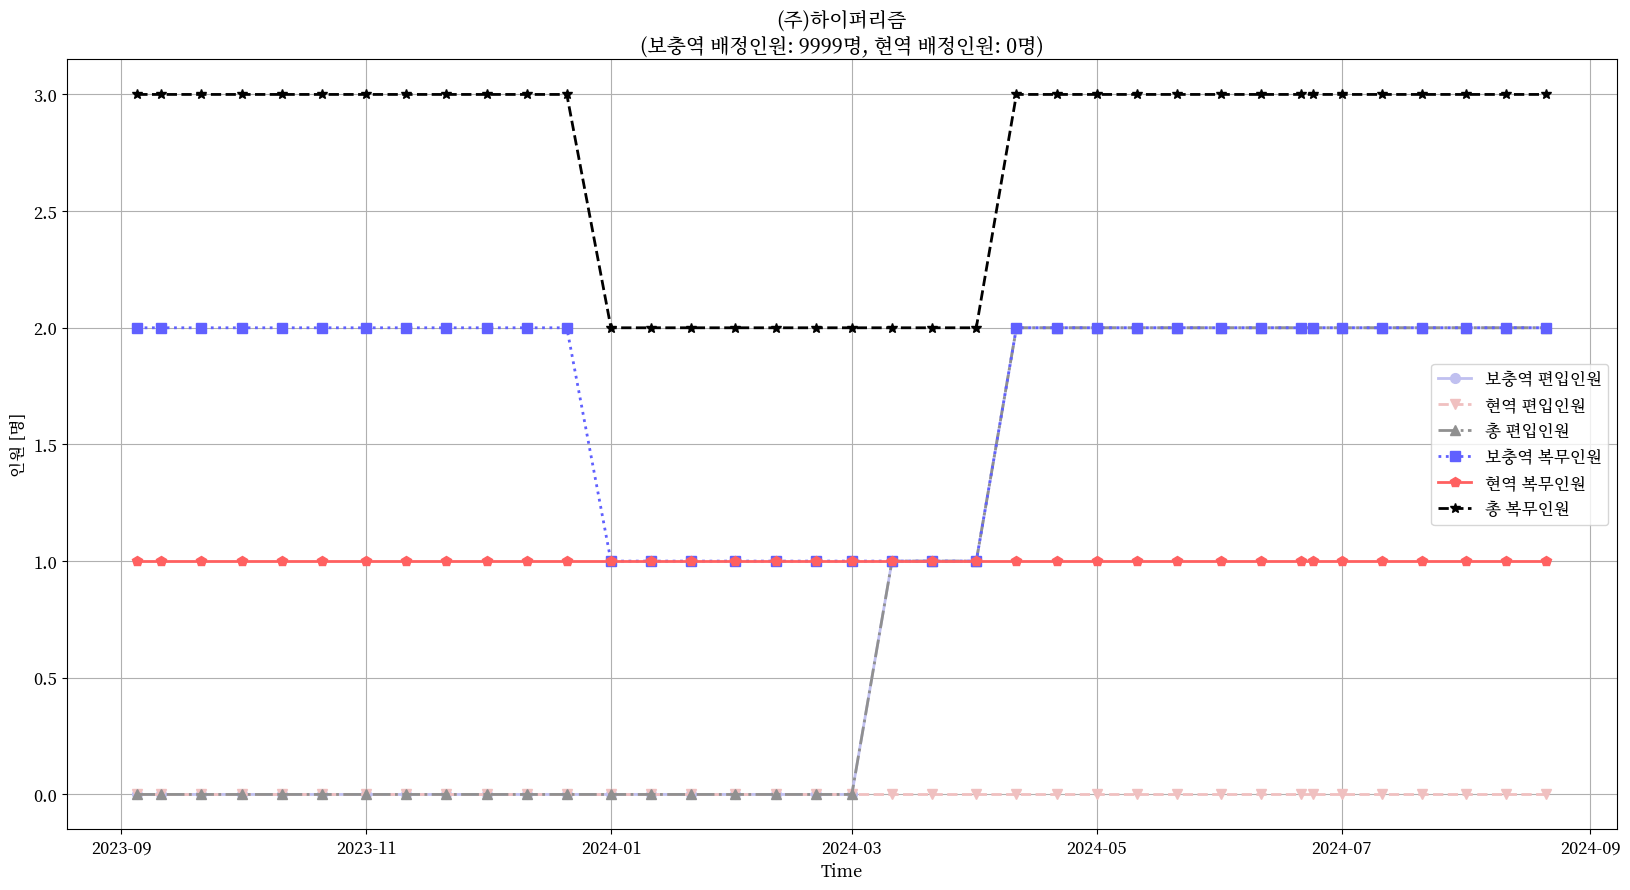 (주)하이퍼리즘
(보충역 배정인원: 9999명, 현역 배정인원: 0명)
3.0
2.5
2.0
1.5
1.0
0.5
0.0
인원 [명]
보충역 편입인원
현역 편입인원
총 편입인원
보충역 복무인원
현역 복무인원
총 복무인원
2023-09
2023-11
2024-01
2024-03
2024-05
2024-07
2024-09
Time